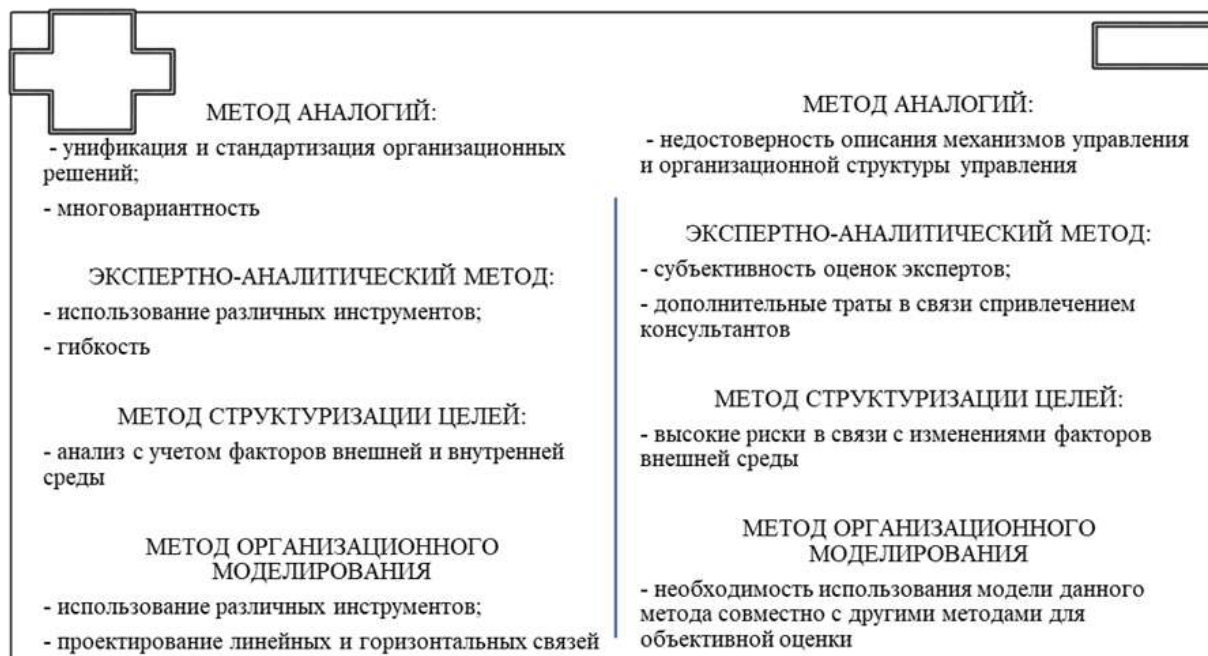 МЕТОД АНАЛОГИЙ:
- унификация и стандартизация организационных
решений;
- многовариантность
ЭКСПЕРТНО-АНАЛИТИЧЕСКИЙ МЕТОД:
- использование различных инструментов;
- гибкость
МЕТОД СТРУКТУРИЗАЦИИ ЦЕЛЕЙ:
- анализ с учетом факторов внешней и внутренней
среды
МЕТОД ОРГАНИЗАЦИОННОГО
МОДЕЛИРОВАНИЯ
- использование различных инструментов;
- проектирование линейных и горизонтальных связей
МЕТОД АНАЛОГИЙ:
- недостоверность описания механизмов управления
и организационной структуры управления
ЭКСПЕРТНО-АНАЛИТИЧЕСКИЙ МЕТОД:
- субъективность оценок экспертов;
- дополнительные траты в связи спривлечением
консультантов
МЕТОД СТРУКТУРИЗАЦИИ ЦЕЛЕЙ:
- высокие риски в связи с изменениями факторов
внешней среды
МЕТОД ОРГАНИЗАЦИОННОГО
МОДЕЛИРОВАНИЯ
- необходимость использования модели данного
метода совместно с другими методами для
объективной оценки